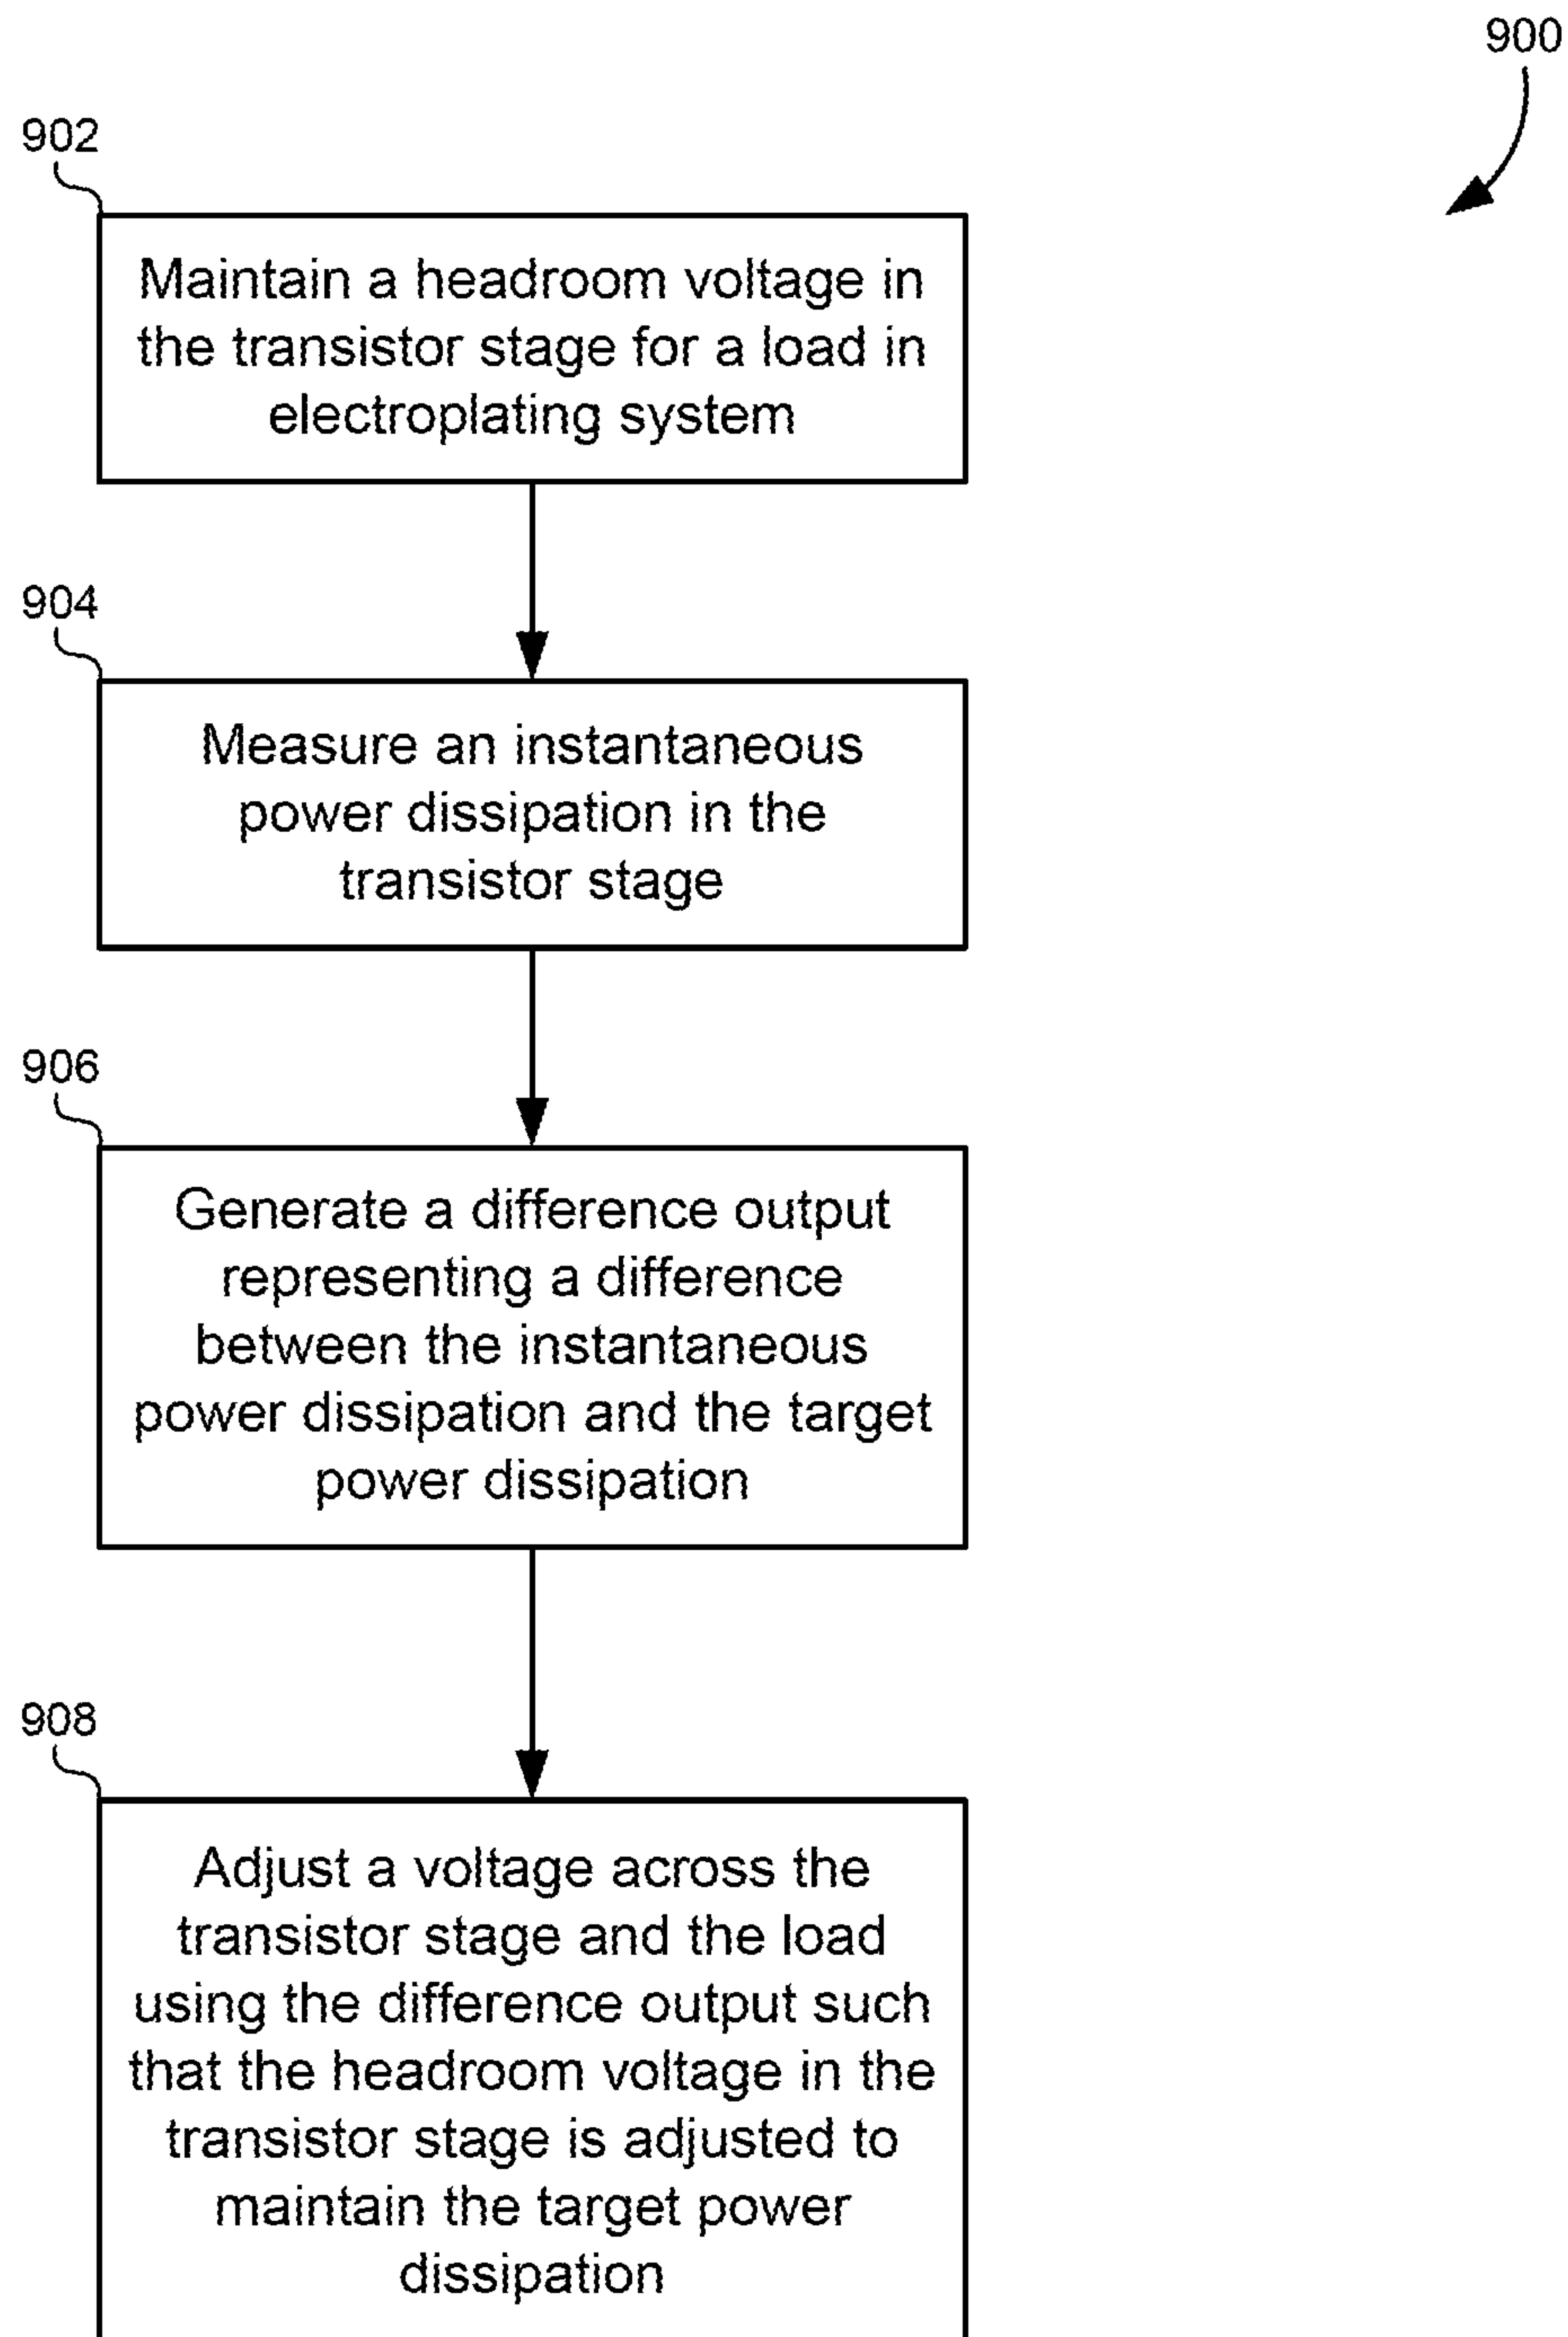 900
902
Maintain a headroom voltage in
the transistor stage for a load in
electroplating system
904
Measure an instantaneous
power dissipation in the
transistor stage
906
Generate a difference output
representing a difference
between the instantaneous
power dissipation and the target
power dissipation
908
Adjust a voltage across the
transistor stage and the load
using the difference output such
that the headroom voltage in the
transistor stage is adjusted to
maintain the target power
dissipation